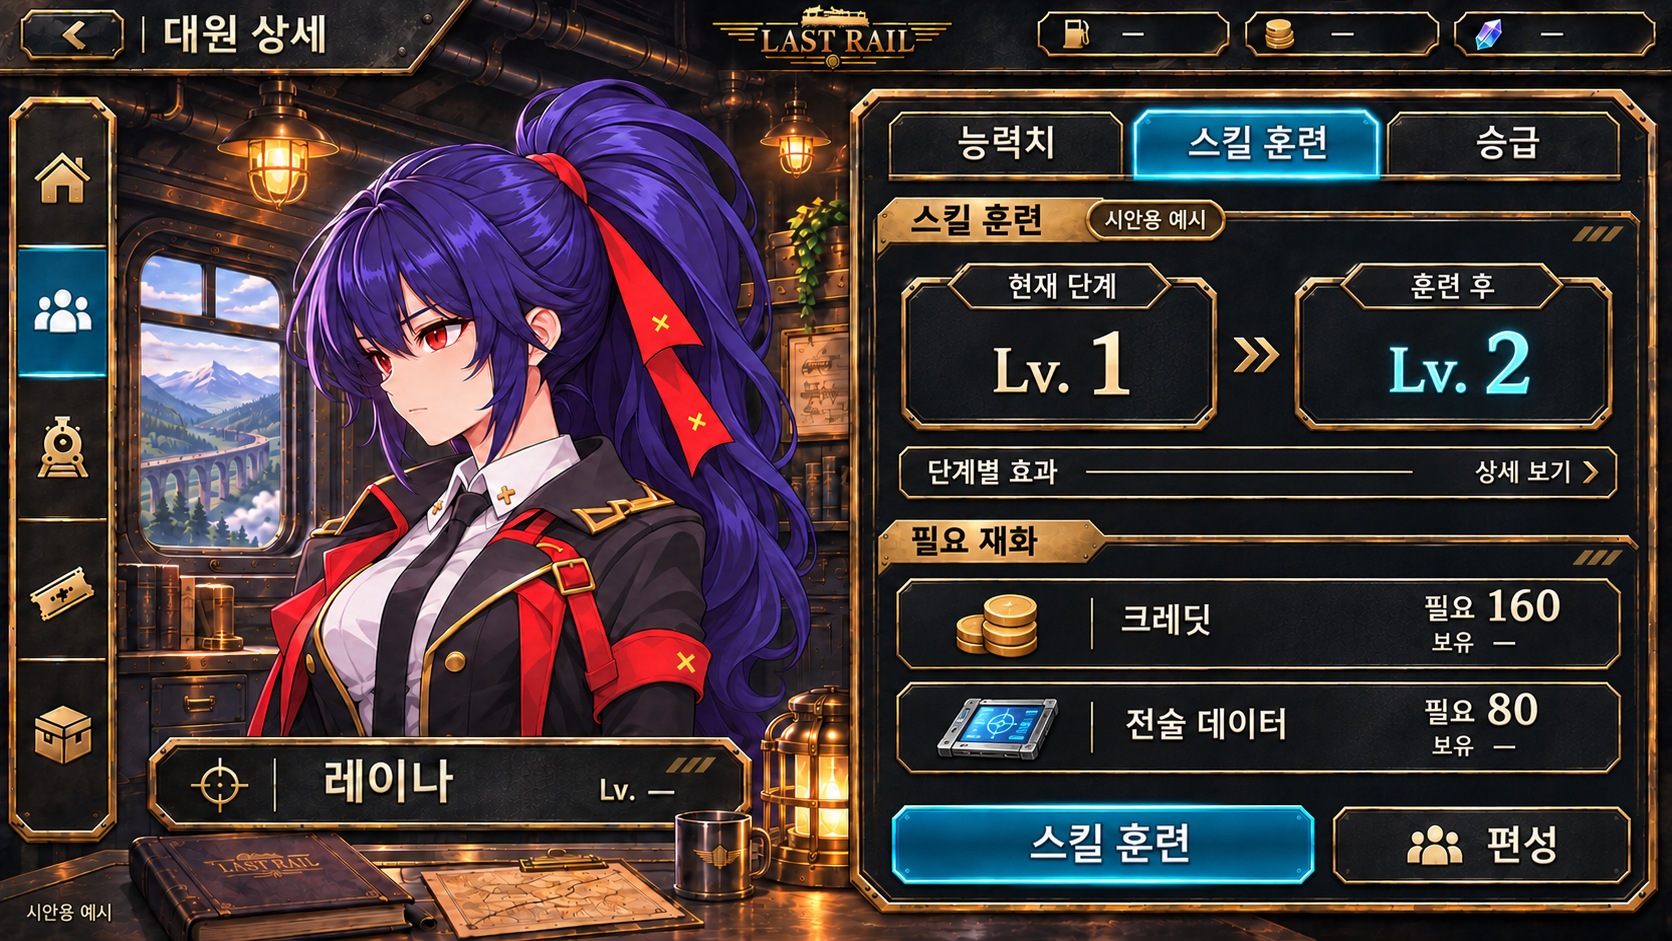 대원 상세
LAST RAIL
—
—
—
능력치
스킬 훈련
승급
스킬 훈련
시안용 예시
현재 단계
Lv. 1
훈련 후
Lv. 2
단계별 효과
상세 보기
필요 재화
크레딧
필요 160
보유 —
전술 데이터
필요 80
보유 —
스킬 훈련
편성
레이나
Lv. —
LAST RAIL
시안용 예시